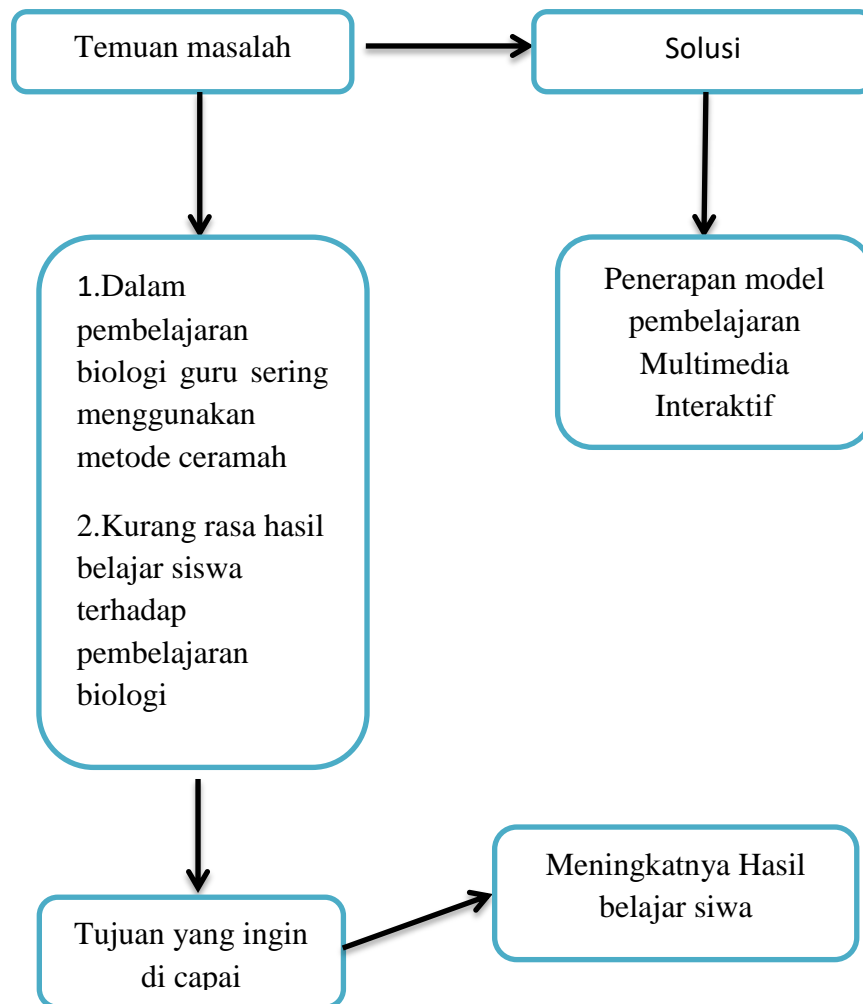 Temuan masalah
Solusi
1.Dalam
pembelajaran
biologi guru sering
menggunakan
metode ceramah
2.Kurang rasa hasil
belajar siswa
terhadap
pembelajaran
biologi
Penerapan model
pembelajaran
Multimedia
Interaktif
Tujuan yang ingin
di capai
Meningkatnya Hasil
belajar siwa